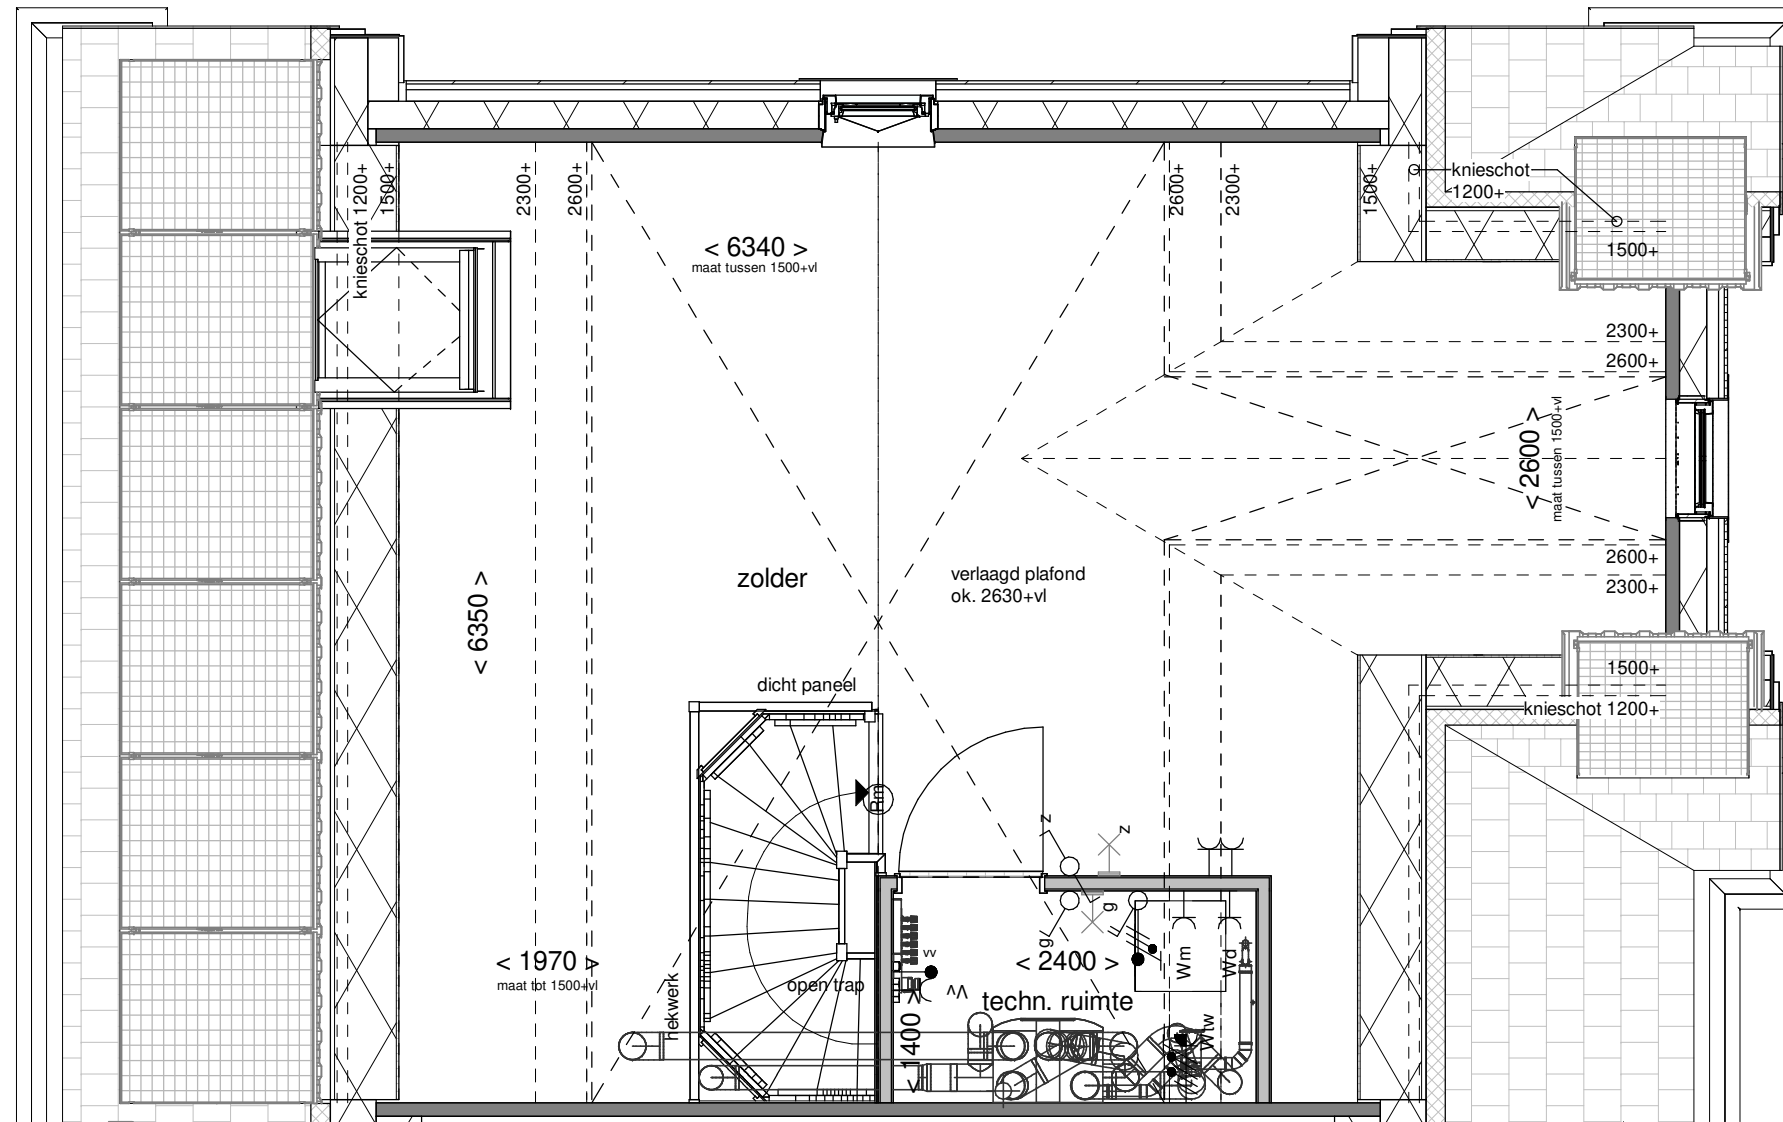 knieschot 1200+
1500+
2300+
2600+
2600+
2300+
1500+
knieschot
1200+
1500+
< 6340 >
maat tussen 1500+vl
2300+
2600+
< 2600 >
maat tussen 1500+vl
2600+
2300+
zolder
verlaagd plafond
ok. 2630+vl
< 6350 >
dicht paneel
1500+
knieschot 1200+
Rm
z
z
g
g
< 1970 >
maat tot 1500+vl
hekwerk
open trap
vv
vv
< 2400 >
techn. ruimte
< 1400 >
Wm
Wd
Wtw